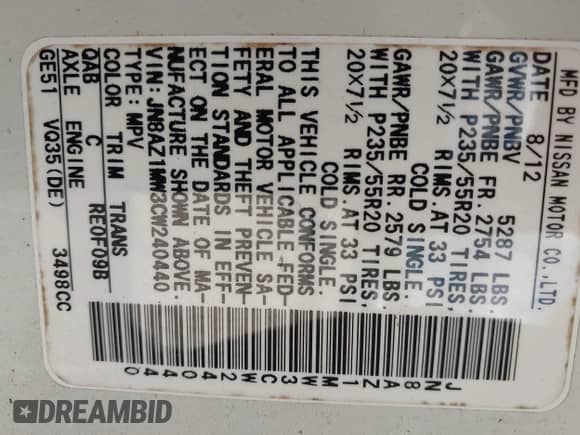 MFD BY NISSAN MOTOR CO.,LTD.
DATE 8/12
GVWR/PNBV 5287 LBS.
GAWR/PNBE FR. 2754 LBS.
WITH P235/55R20 TIRES,
20X7½ RIMS.AT 33 PSI
COLD SINGLE.
GAWR/PNBE RR. 2579 LBS.
WITH P235/55R20 TIRES,
20X7½ RIMS.AT 33 PSI
COLD SINGLE.
THIS VEHICLE CONFORMS
TO ALL APPLICABLE FED-
ERAL MOTOR VEHICLE SA-
FETY AND THEFT PREVEN-
TION STANDARDS IN EFF-
ECT ON THE DATE OF MA-
NUFACTURE SHOWN ABOVE.
VIN:JN8AZ1MW3CW240440
TYPE:MPV
COLOR TRIM TRANS
QAB C RE0F09B
AXLE ENGINE
GE51 VQ35(DE) 3498CC
JN8AZ1MW3CW240440
DREAMBID